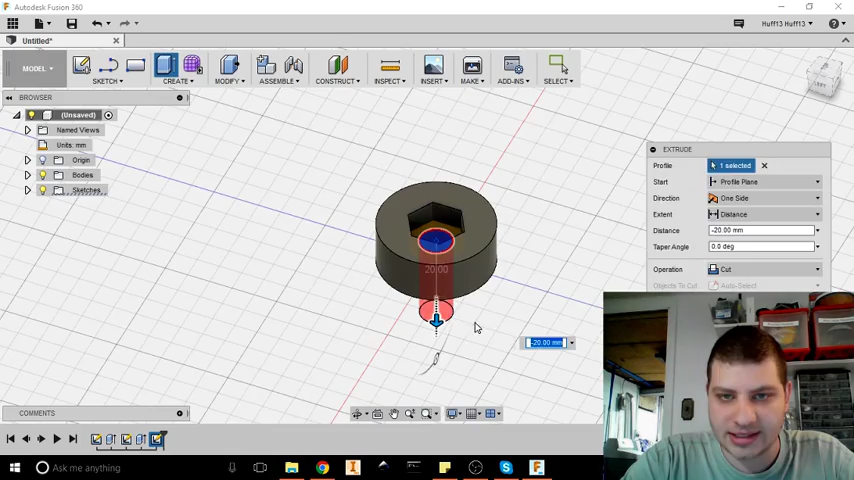 Autodesk Fusion 360
Huff13 Huff13
Untitled*
MODEL
SKETCH
CREATE
MODIFY
ASSEMBLE
CONSTRUCT
INSPECT
INSERT
MAKE
ADD-INS
SELECT
BROWSER
(Unsaved)
Named Views
Units: mm
Origin
Bodies
Sketches
EXTRUDE
Profile
1 selected
Start
Profile Plane
Direction
One Side
Extent
Distance
Distance
-20.00 mm
Taper Angle
0.0 deg
Operation
Cut
Objects To Cut
Auto-Select
20.00
-20.00 mm
COMMENTS
Ask me anything